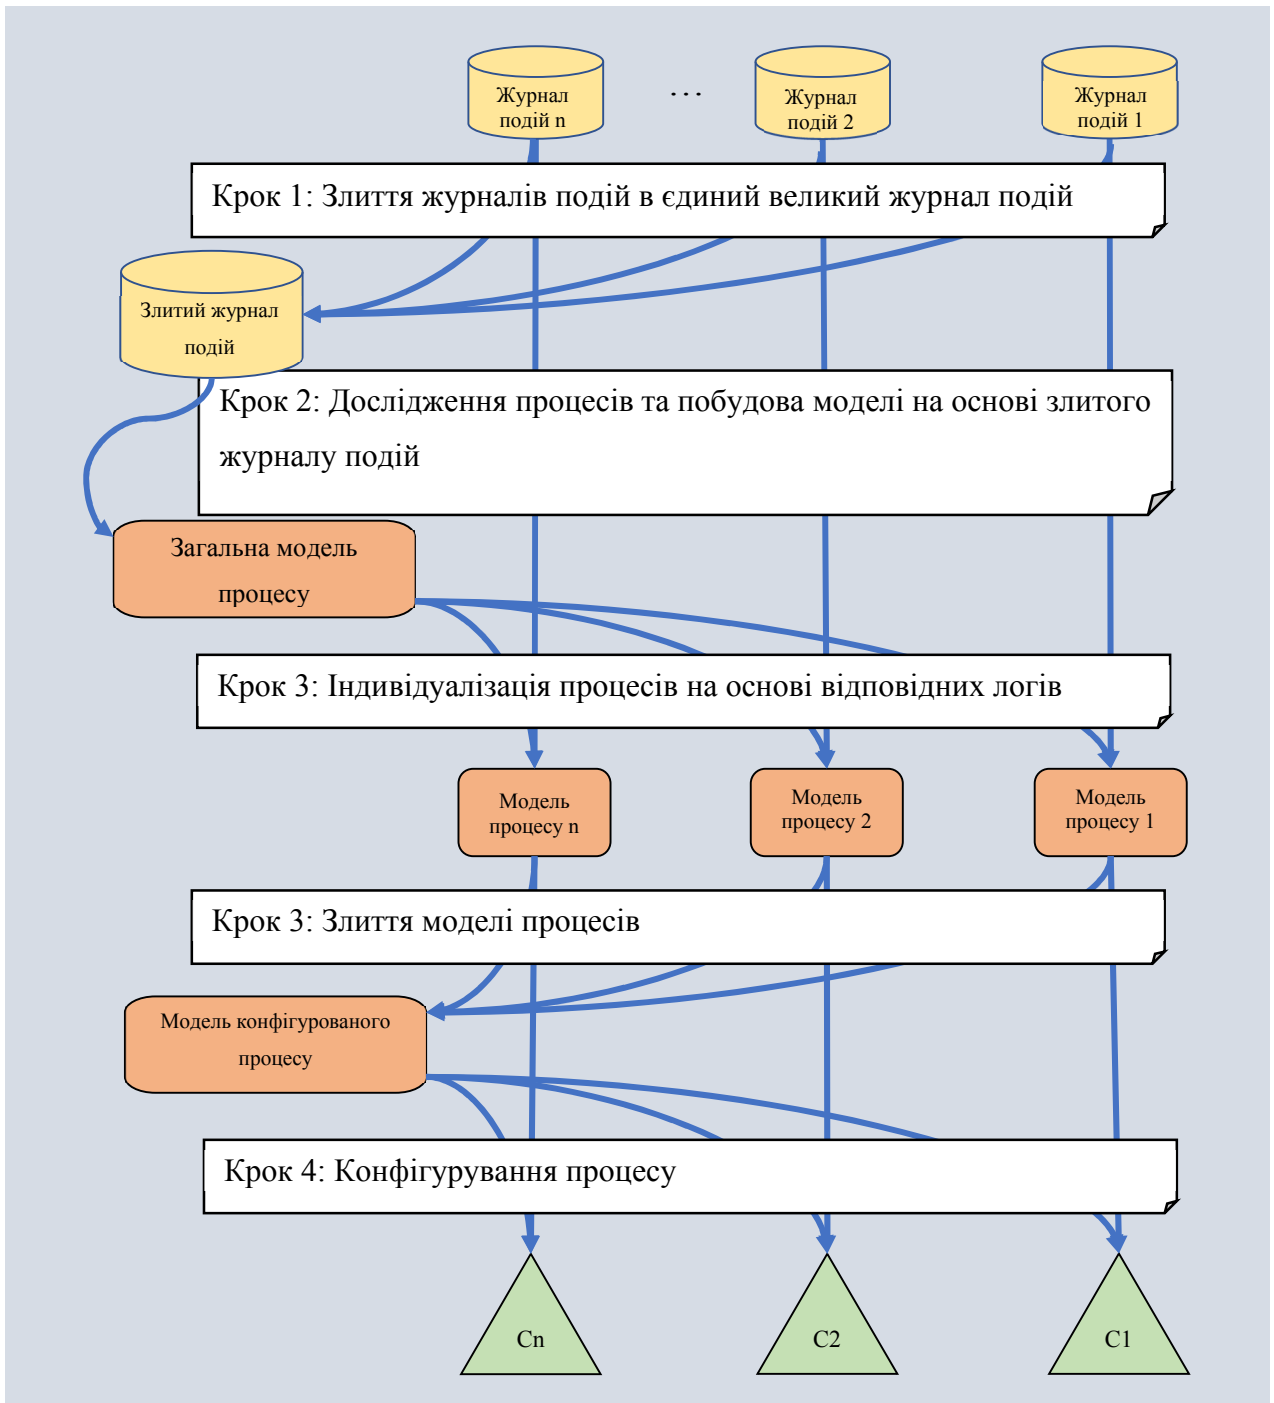 Журнал
подій n
...
Журнал
подій 2
Журнал
подій 1
Крок 1: Злиття журналів подій в єдиний великий журнал подій
Злитий журнал
подій
Крок 2: Дослідження процесів та побудова моделі на основі злитого
журналу подій
Загальна модель
процесу
Крок 3: Індивідуалізація процесів на основі відповідних логів
Модель
процесу n
Модель
процесу 2
Модель
процесу 1
Крок 3: Злиття моделі процесів
Модель конфігурованого
процесу
Крок 4: Конфігурування процесу
Cn
C2
C1